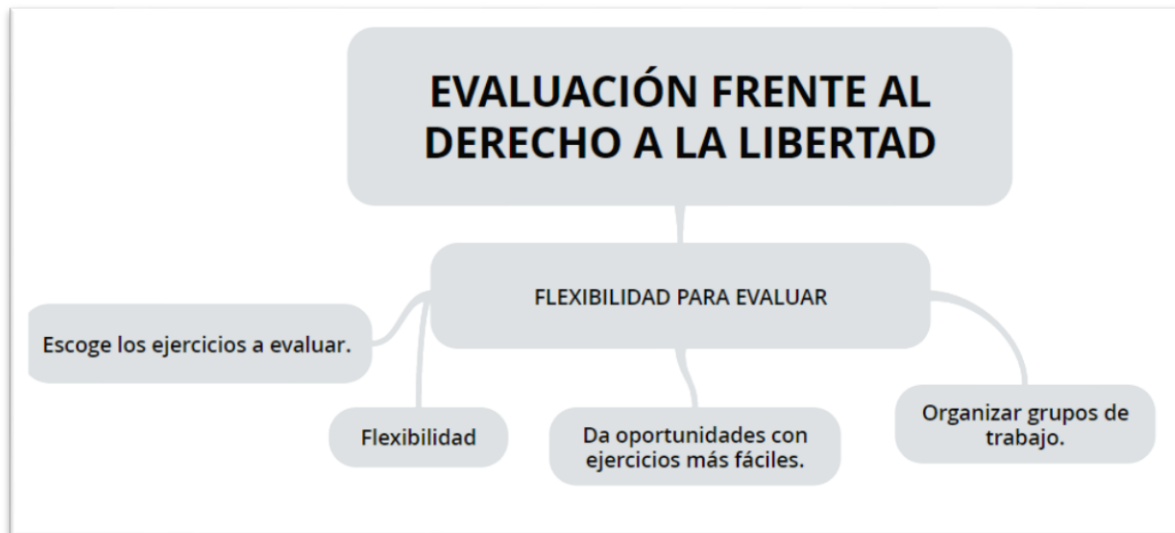 EVALUACIÓN FRENTE AL
DERECHO A LA LIBERTAD
FLEXIBILIDAD PARA EVALUAR
Escoge los ejercicios a evaluar.
Flexibilidad
Da oportunidades con
ejercicios más fáciles.
Organizar grupos de
trabajo.